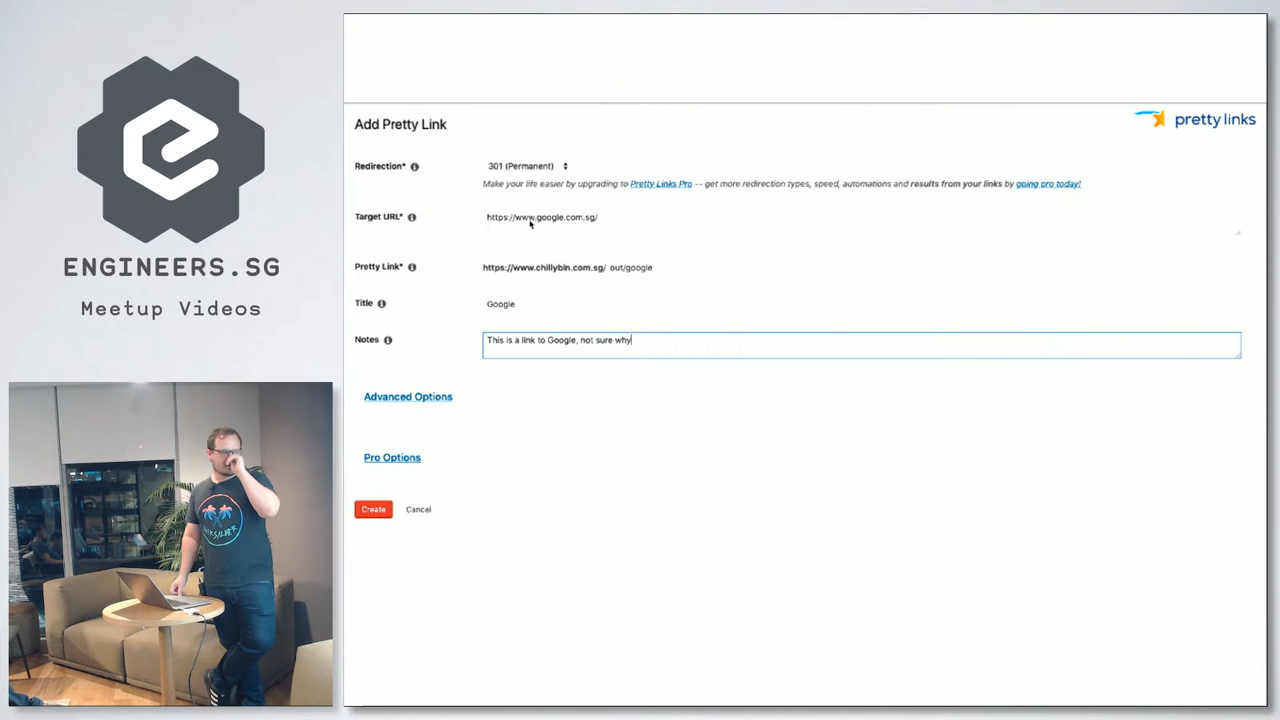 ENGINEERS.SG
Meetup Videos
Add Pretty Link
pretty links
Redirection*
301 (Permanent)
Make your life easier by upgrading to Pretty Links Pro -- get more redirection types, speed, automations and results from your links by going pro today!
Target URL*
https://www.google.com.sg/
Pretty Link*
https://www.chillybin.com.sg/ out/google
Title
Google
Notes
This is a link to Google, not sure why
Advanced Options
Pro Options
Create
Cancel
QUIKSILVER